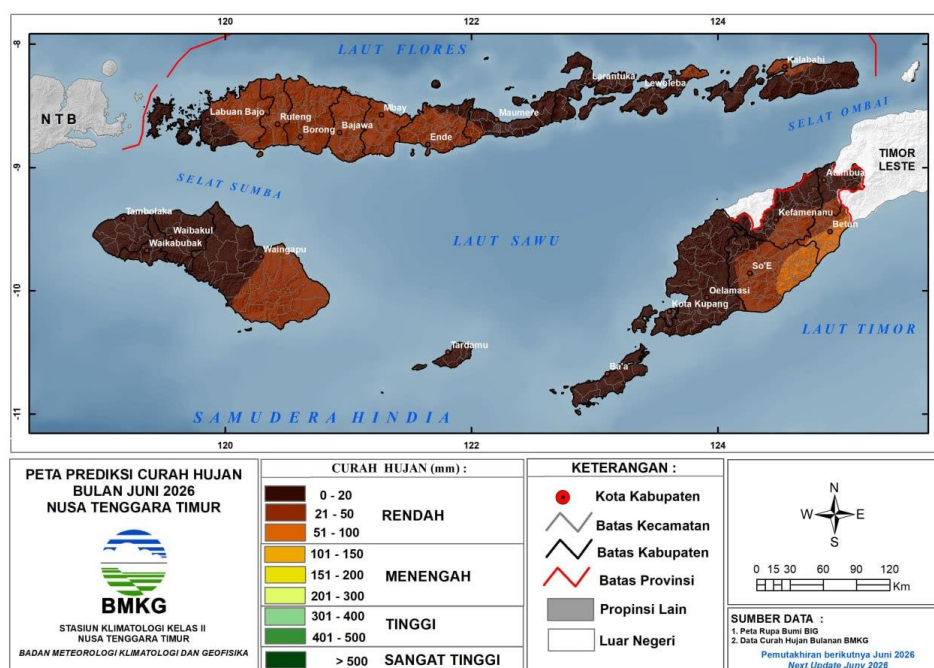 120
122
124
-8
-9
-10
-11
LAUT FLORES
Kalabahi
Larantuka
Lewoleba
Labuan Bajo
Mbay
Maumere
NTB
Ruteng
Borong
Bajawa
Ende
SELAT OMBAI
TIMOR
LESTE
SELAT SUMBA
Atambua
Tambolaka
Kefamenanu
Waibakul
Betun
Waikabubak
Waingapu
LAUT SAWU
So'E
Oelamasi
Kota Kupang
LAUT TIMOR
Tardamu
Ba'a
SAMUDERA HINDIA
120
122
124
PETA PREDIKSI CURAH HUJAN
BULAN JUNI 2026
NUSA TENGGARA TIMUR
BMKG
STASIUN KLIMATOLOGI KELAS II
NUSA TENGGARA TIMUR
BADAN METEOROLOGI KLIMATOLOGI DAN GEOFISIKA
CURAH HUJAN (mm) :
0 - 20
21 - 50
RENDAH
51 - 100
101 - 150
151 - 200
MENENGAH
201 - 300
301 - 400
TINGGI
401 - 500
> 500
SANGAT TINGGI
KETERANGAN :
Kota Kabupaten
Batas Kecamatan
Batas Kabupaten
Batas Provinsi
Propinsi Lain
Luar Negeri
N
W E
S
0 15 30 60 90 120
Km
SUMBER DATA :
1. Peta Rupa Bumi BIG
2. Data Curah Hujan Bulanan BMKG
Pemutakhiran berikutnya Juni 2026
Next Update Juny 2026